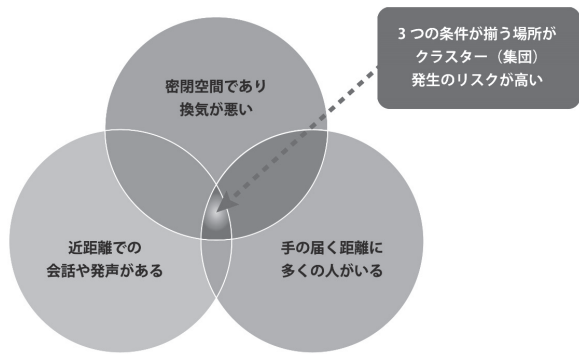 3つの条件が揃う場所が
クラスター（集団）
発生のリスクが高い
密閉空間であり
換気が悪い
近距離での
会話や発声がある
手の届く距離に
多くの人がいる